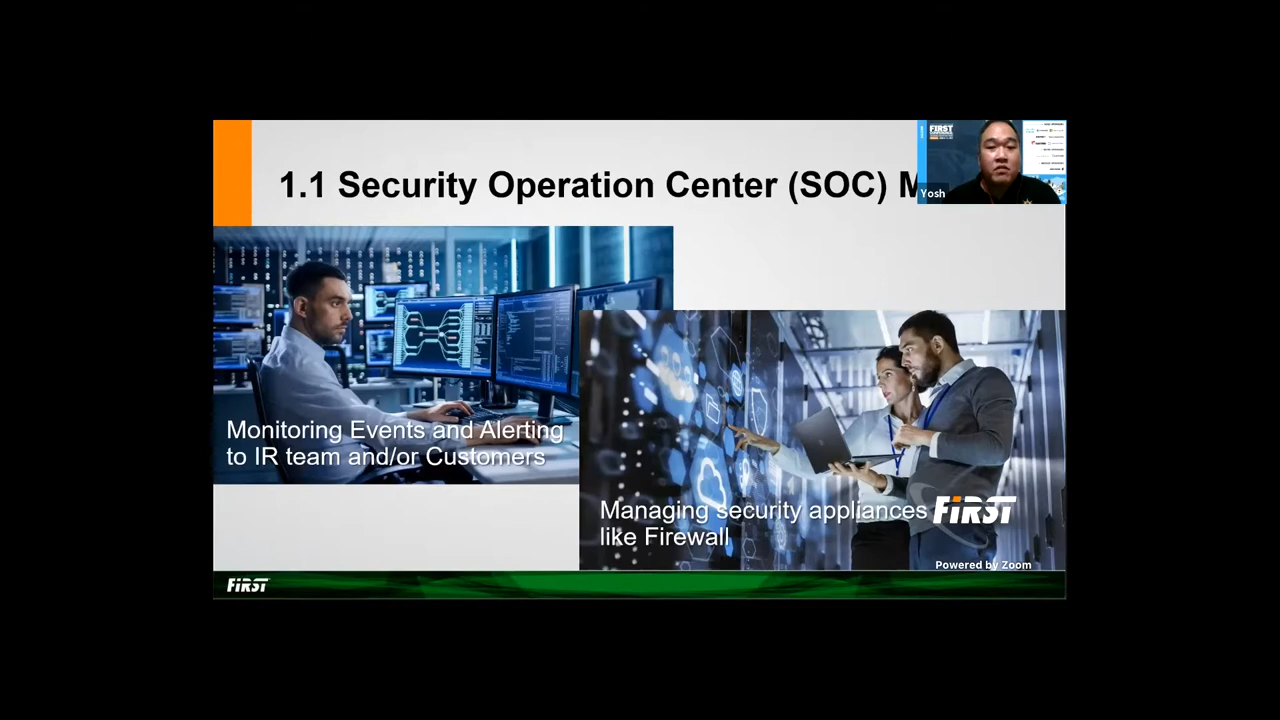 1.1 Security Operation Center (SOC) M
FIRST
Yosh
Monitoring Events and Alerting
to IR team and/or Customers
Managing security appliances
like Firewall
FiRST
Powered by Zoom
FiRST